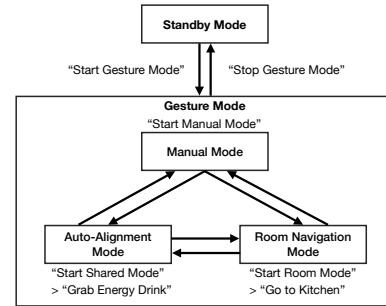 Standby Mode
“Start Gesture Mode” “Stop Gesture Mode”
Gesture Mode
“Start Manual Mode”
Manual Mode
Auto-Alignment
Mode
Room Navigation
Mode
“Start Shared Mode”
> “Grab Energy Drink”
“Start Room Mode”
> “Go to Kitchen”